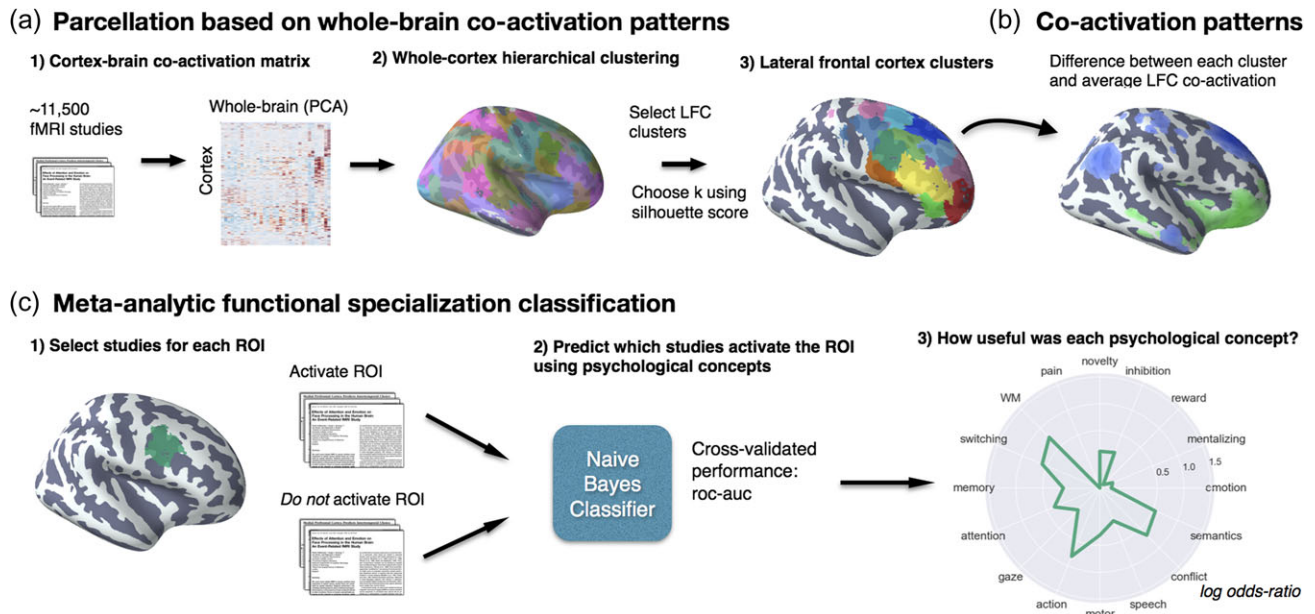 (a) Parcellation based on whole-brain co-activation patterns
1) Cortex-brain co-activation matrix
~11,500
fMRI studies
Whole-brain (PCA)
Cortex
2) Whole-cortex hierarchical clustering
Select LFC
clusters
Choose k using
silhouette score
3) Lateral frontal cortex clusters
(b) Co-activation patterns
Difference between each cluster
and average LFC co-activation
(c) Meta-analytic functional specialization classification
1) Select studies for each ROI
Activate ROI
Do not activate ROI
2) Predict which studies activate the ROI
using psychological concepts
Naive
Bayes
Classifier
Cross-validated
performance:
roc-auc
3) How useful was each psychological concept?
novelty
inhibition
reward
mentalizing
0.5 1.0 1.5
emotion
semantics
conflict
speech
motor
action
gaze
attention
memory
switching
WM
pain
log odds-ratio